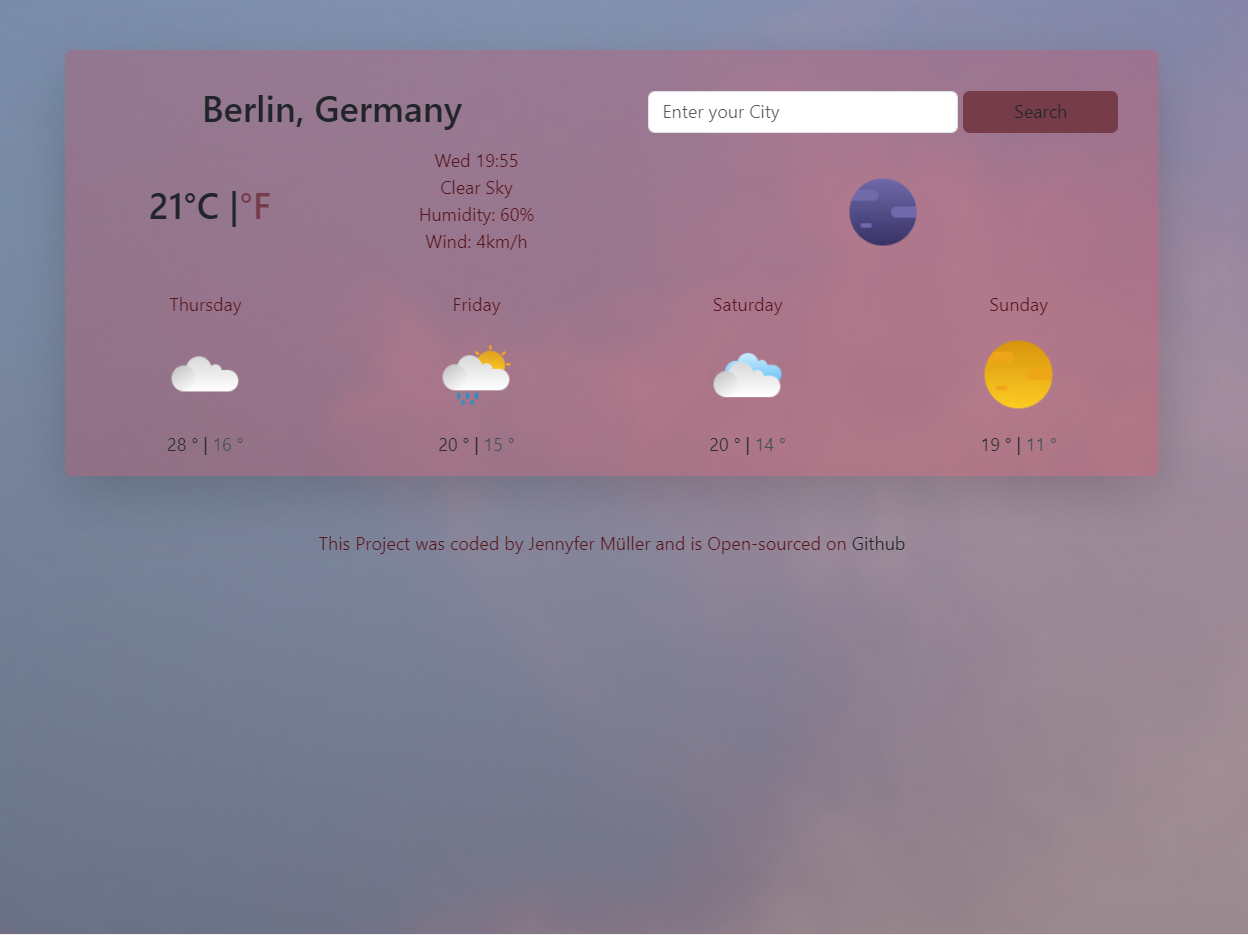 Berlin, Germany
Enter your City
Search
21°C |°F
Wed 19:55
Clear Sky
Humidity: 60%
Wind: 4km/h
Thursday
Friday
Saturday
Sunday
28 ° | 16 °
20 ° | 15 °
20 ° | 14 °
19 ° | 11 °
This Project was coded by Jennyfer Müller and is Open-sourced on Github